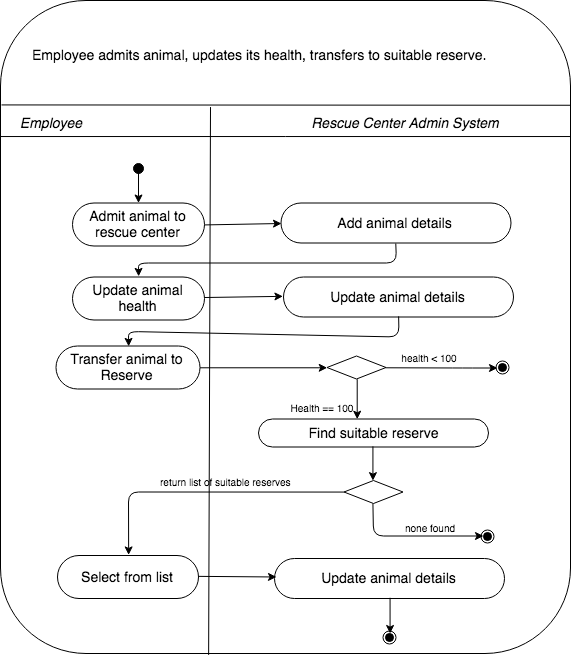 Employee admits animal, updates its health, transfers to suitable reserve.
Employee
Rescue Center Admin System
Admit animal to
rescue center
Add animal details
Update animal
health
Update animal details
Transfer animal to
Reserve
health < 100
Health == 100
Find suitable reserve
return list of suitable reserves
none found
Select from list
Update animal details